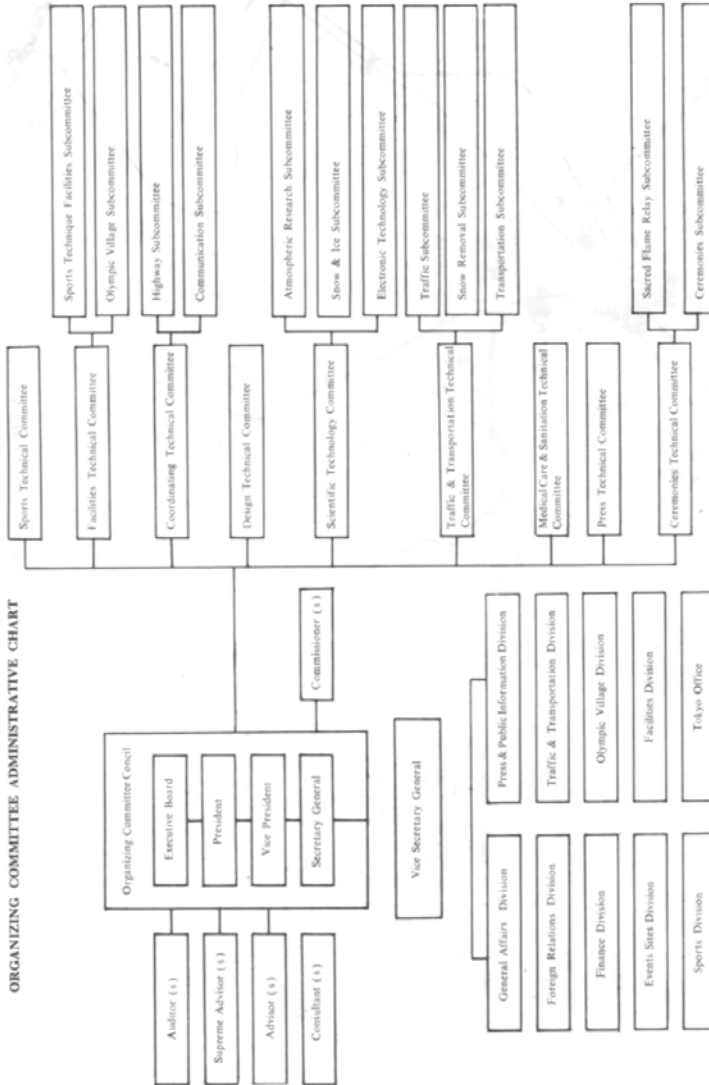 ORGANIZING COMMITTEE ADMINISTRATIVE CHART
Auditor (s)
Supreme Advisor (s)
Advisor (s)
Consultant (s)
Organizing Committee Concil
Executive Board
President
Vice President
Secretary General
Commissioner (s)
Vice Secretary General
General Affairs Division
Foreign Relations Division
Finance Division
Events Sites Division
Sports Division
Press & Public Information Division
Traffic & Transportation Division
Olympic Village Division
Facilities Division
Tokyo Office
Sports Technical Committee
Facilities Technical Committee
Coordinating Technical Committee
Design Technical Committee
Scientific Technology Committee
Traffic & Transportation Technical
Committee
Medical Care & Sanitation Technical
Committee
Press Technical Committee
Ceremonies Technical Committee
Sports Technique Facilities Subcommittee
Olympic Village Subcommittee
Highway Subcommittee
Communication Subcommittee
Atmospheric Research Subcommittee
Snow & Ice Subcommittee
Electronic Technology Subcommittee
Traffic Subcommittee
Snow Removal Subcommittee
Transportation Subcommittee
Sacred Flame Relay Subcommittee
Ceremonies Subcommittee